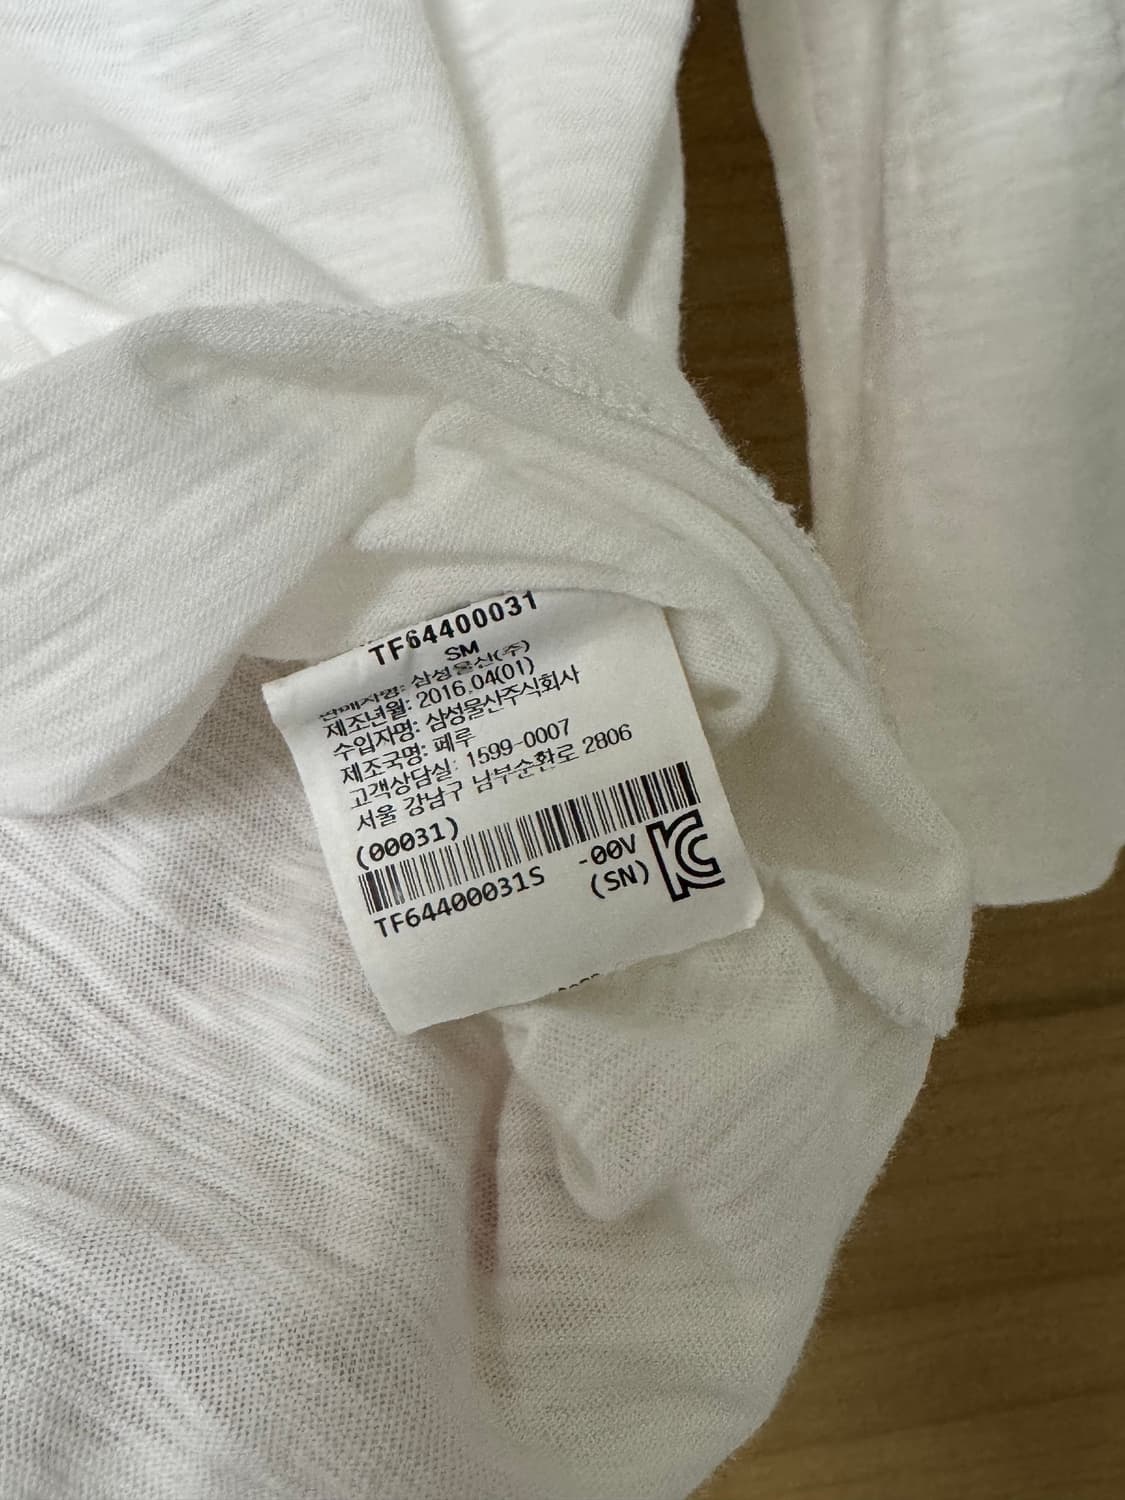 TF64400031
SM
판매자명: 삼성물산(주)
제조년월: 2016.04(01)
수입자명: 삼성물산주식회사
제조국명: 페루
고객상담실: 1599-0007
서울 강남구 남부순환로 2806
(00031)
TF64400031S
-00V
(SN)